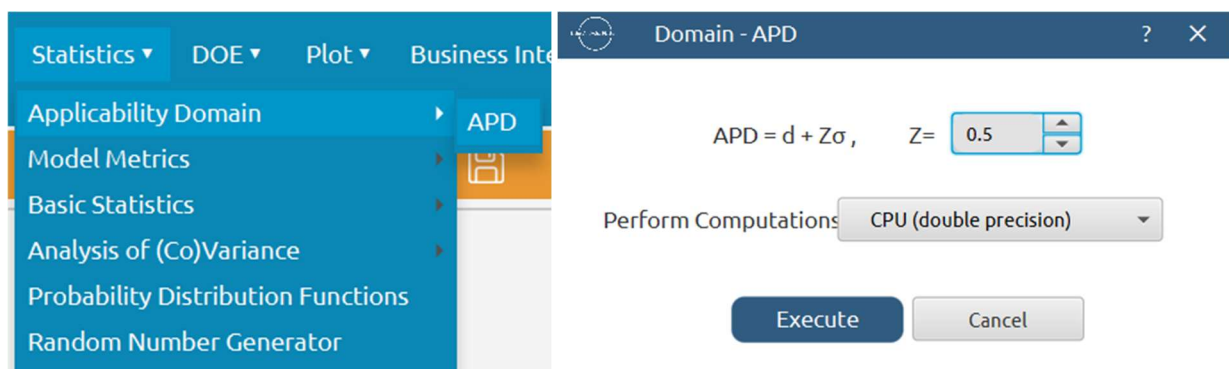 Statistics ▾ DOE ▾ Plot ▾ Business Inte
Applicability Domain
APD
Model Metrics
Basic Statistics
Analysis of (Co)Variance
Probability Distribution Functions
Random Number Generator
Domain - APD ? ×
APD = d + Zσ , Z= 0.5
Perform Computations CPU (double precision)
Execute Cancel